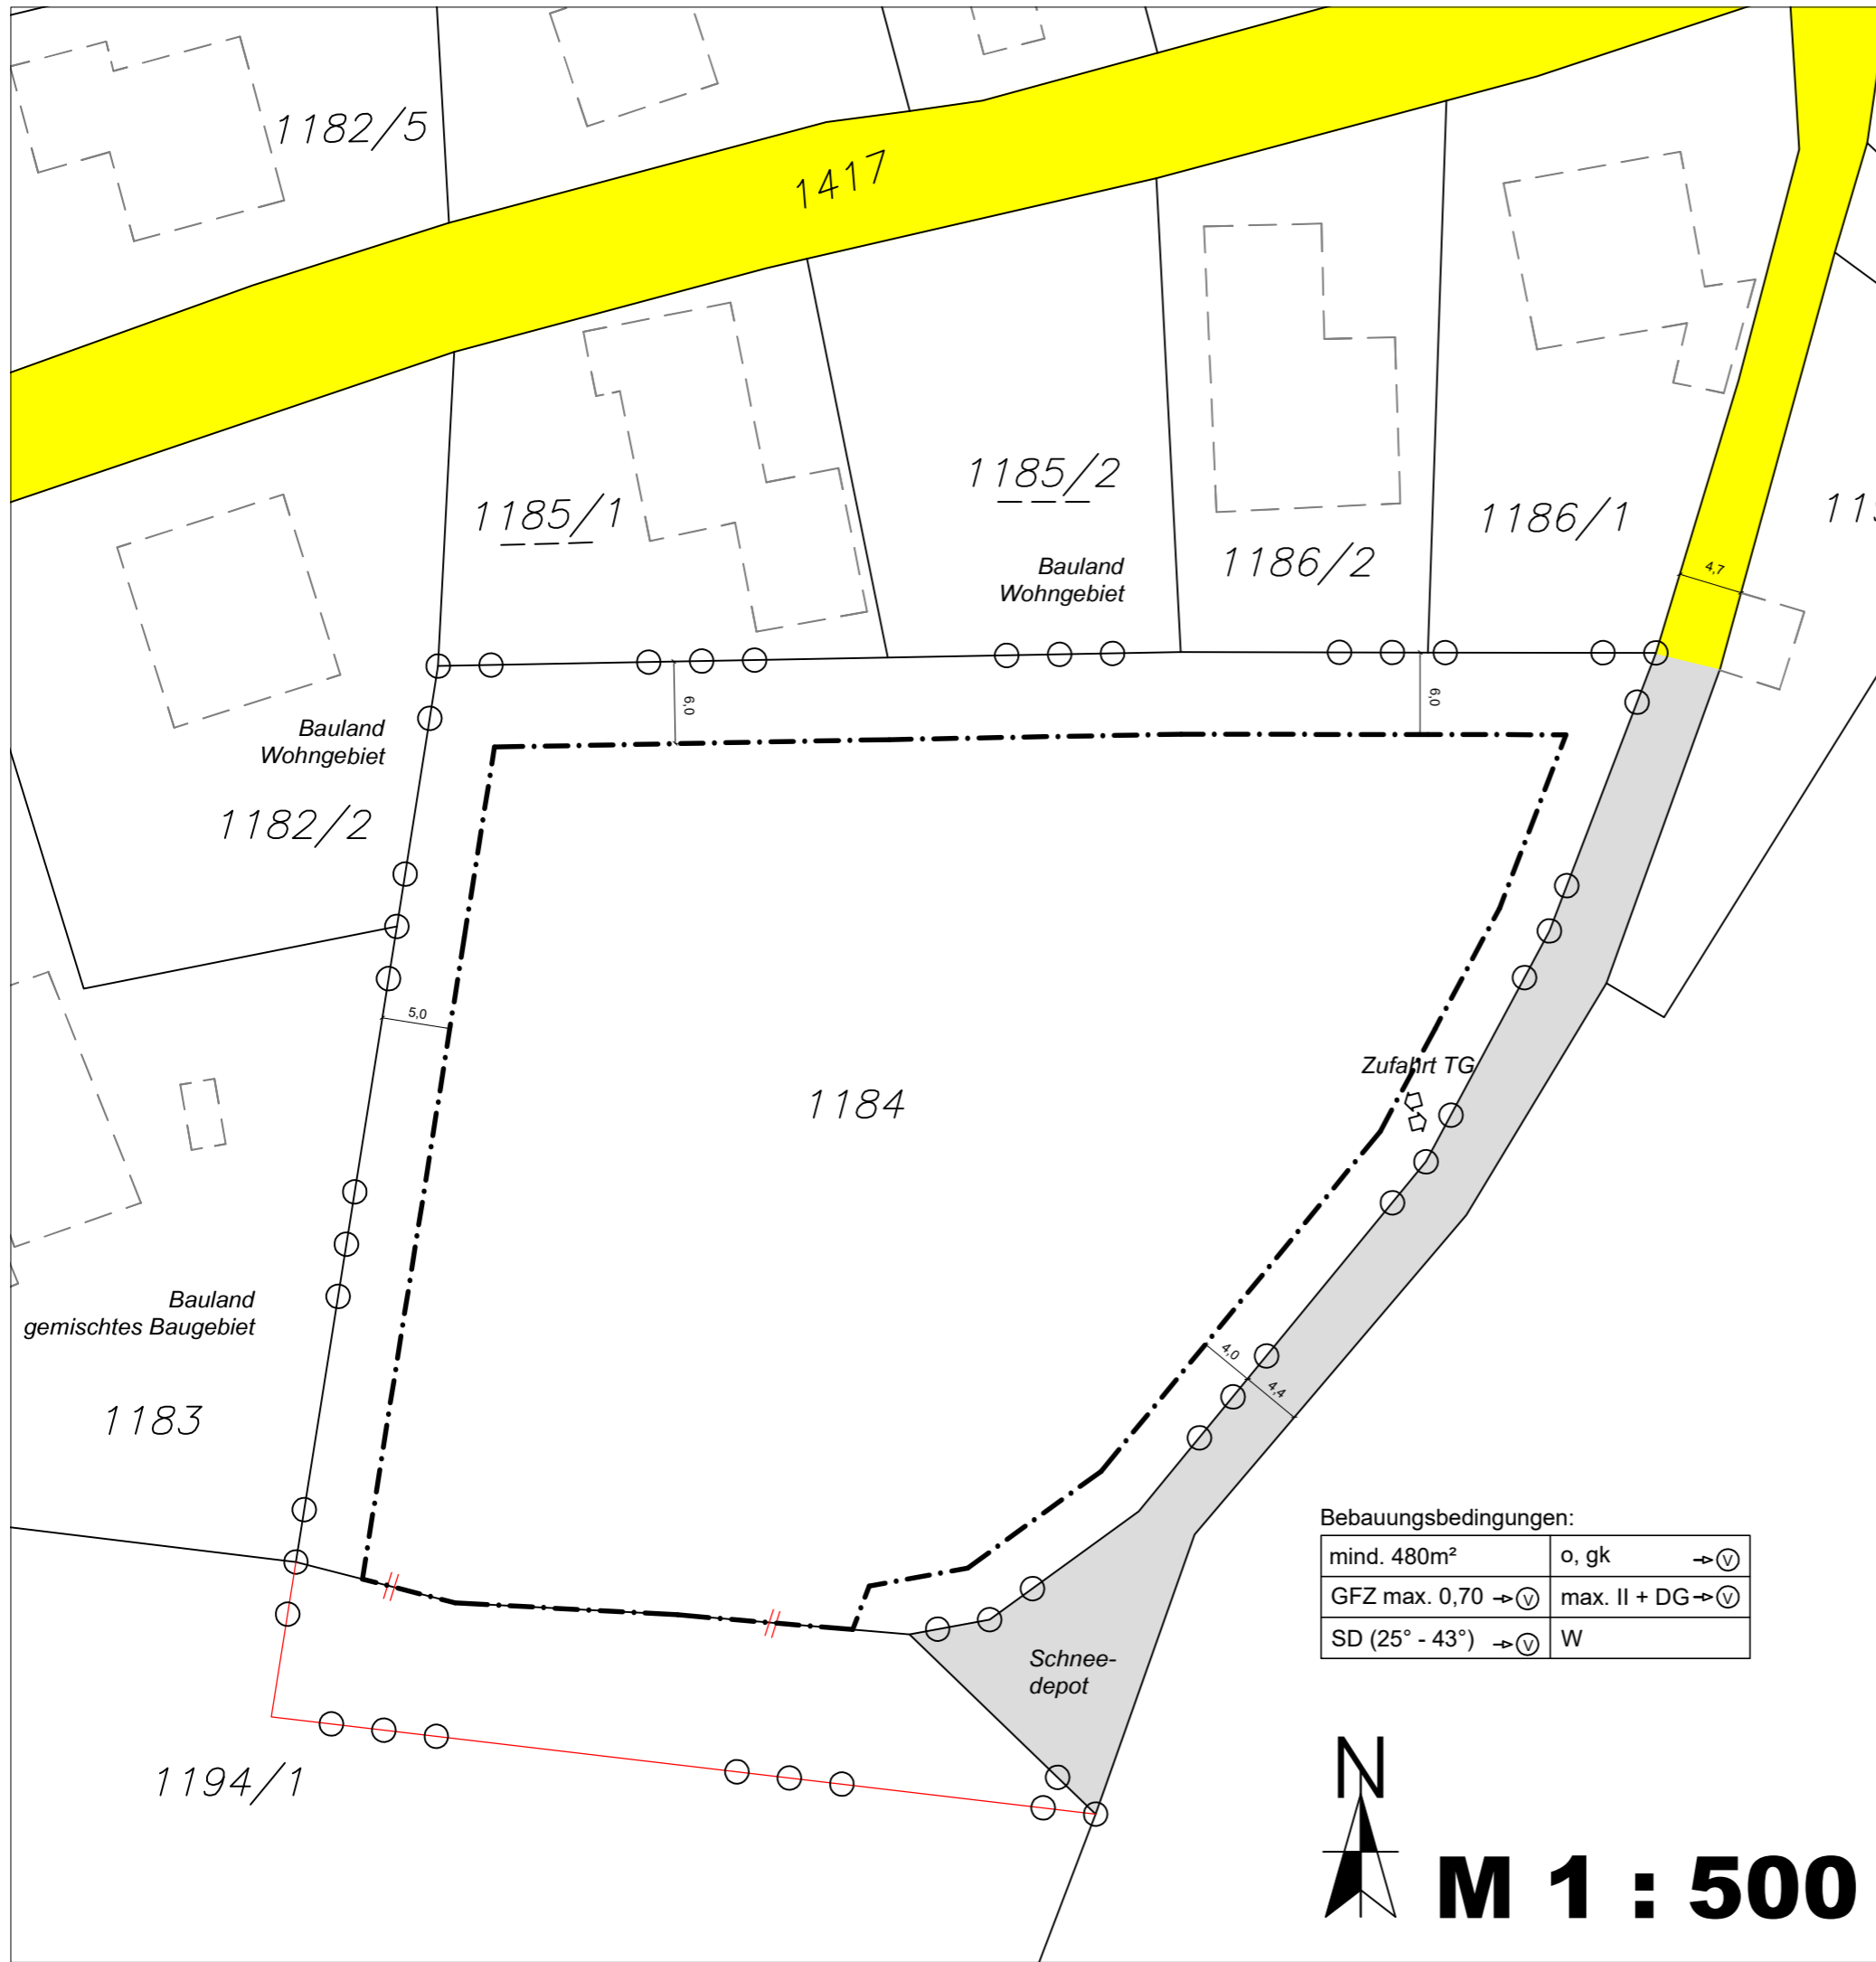 1182/5
1417
1185/1
1185/2
1186/2
1186/1
Bauland
Wohngebiet
4,7
6,0
6,0
Bauland
Wohngebiet
1182/2
5,0
1184
Zufahrt TG
Bauland
gemischtes Baugebiet
1183
4,0
4,4
Bebauungsbedingungen:
mind. 480m² o, gk V
GFZ max. 0,70 V max. II + DG V
SD (25° - 43°) V W
Schnee-
depot
1194/1
N
M 1 : 500